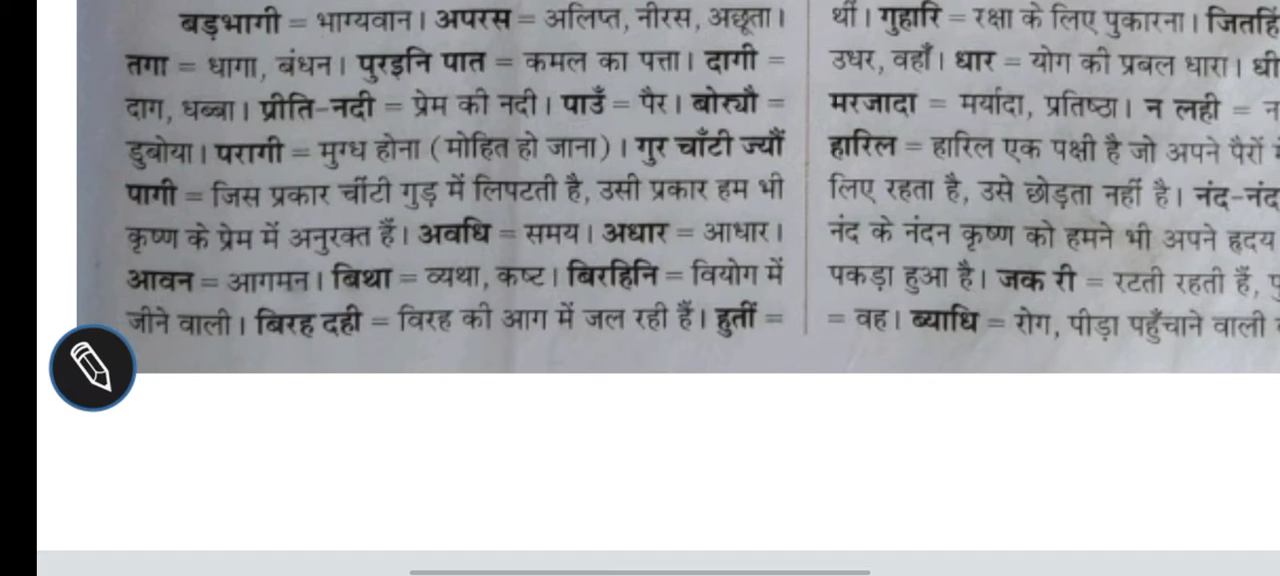 बड़भागी = भाग्यवान। अपरस = अलिप्त, नीरस, अछूता।
तगा = धागा, बंधन। पुरइनि पात = कमल का पत्ता। दागी =
दाग, धब्बा। प्रीति-नदी = प्रेम की नदी। पाउँ = पैर। बोर्‍यौ =
डुबोया। परागी = मुग्ध होना (मोहित हो जाना)। गुर चाँटी ज्यौं
पागी = जिस प्रकार चींटी गुड़ में लिपटती है, उसी प्रकार हम भी
कृष्ण के प्रेम में अनुरक्त हैं। अवधि = समय। अधार = आधार।
आवन = आगमन। बिथा = व्यथा, कष्ट। बिरहिनि = वियोग में
जीने वाली। बिरह दही = विरह की आग में जल रही हैं। हुतीं =
थीं। गुहारि = रक्षा के लिए पुकारना। जितहिं
उधर, वहाँ। धार = योग की प्रबल धारा। धी
मरजादा = मर्यादा, प्रतिष्ठा। न लही = न
हारिल = हारिल एक पक्षी है जो अपने पैरों
लिए रहता है, उसे छोड़ता नहीं है। नंद-नंद
नंद के नंदन कृष्ण को हमने भी अपने हृदय
पकड़ा हुआ है। जक री = रटती रहती हैं,
= वह। ब्याधि = रोग, पीड़ा पहुँचाने वाली